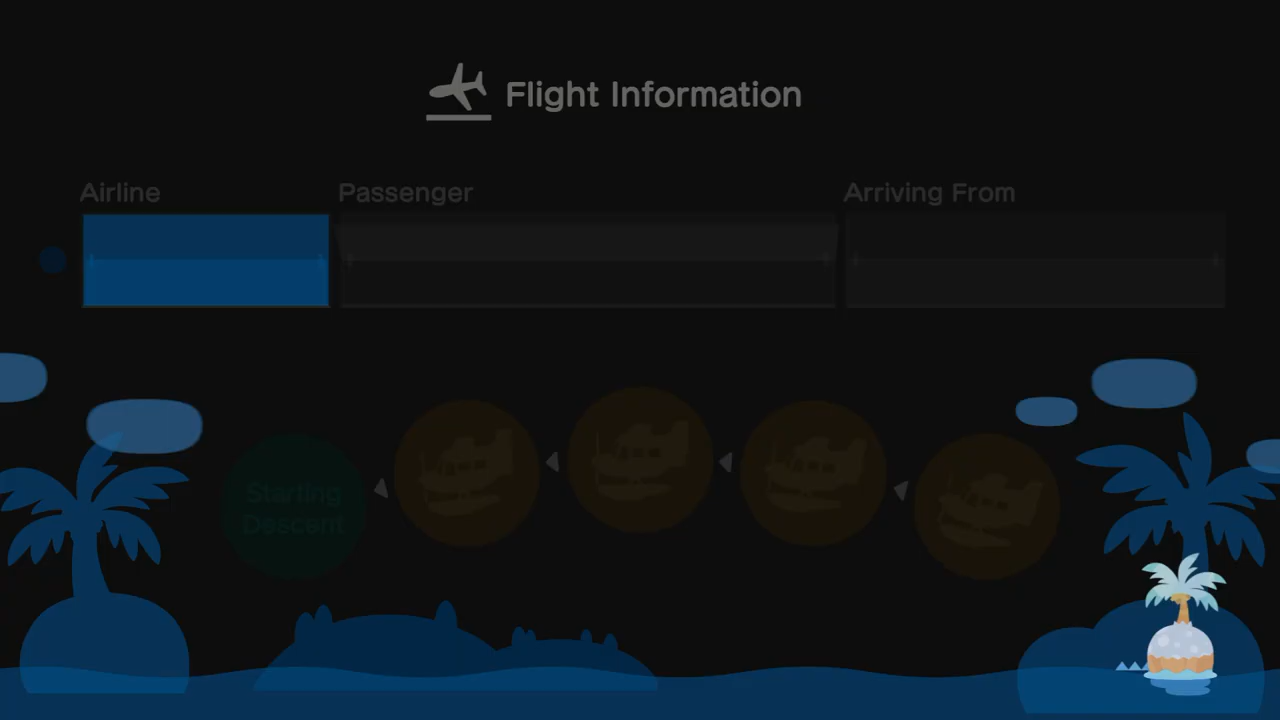 Flight Information
Airline
Passenger
Arriving From
Starting
Descent